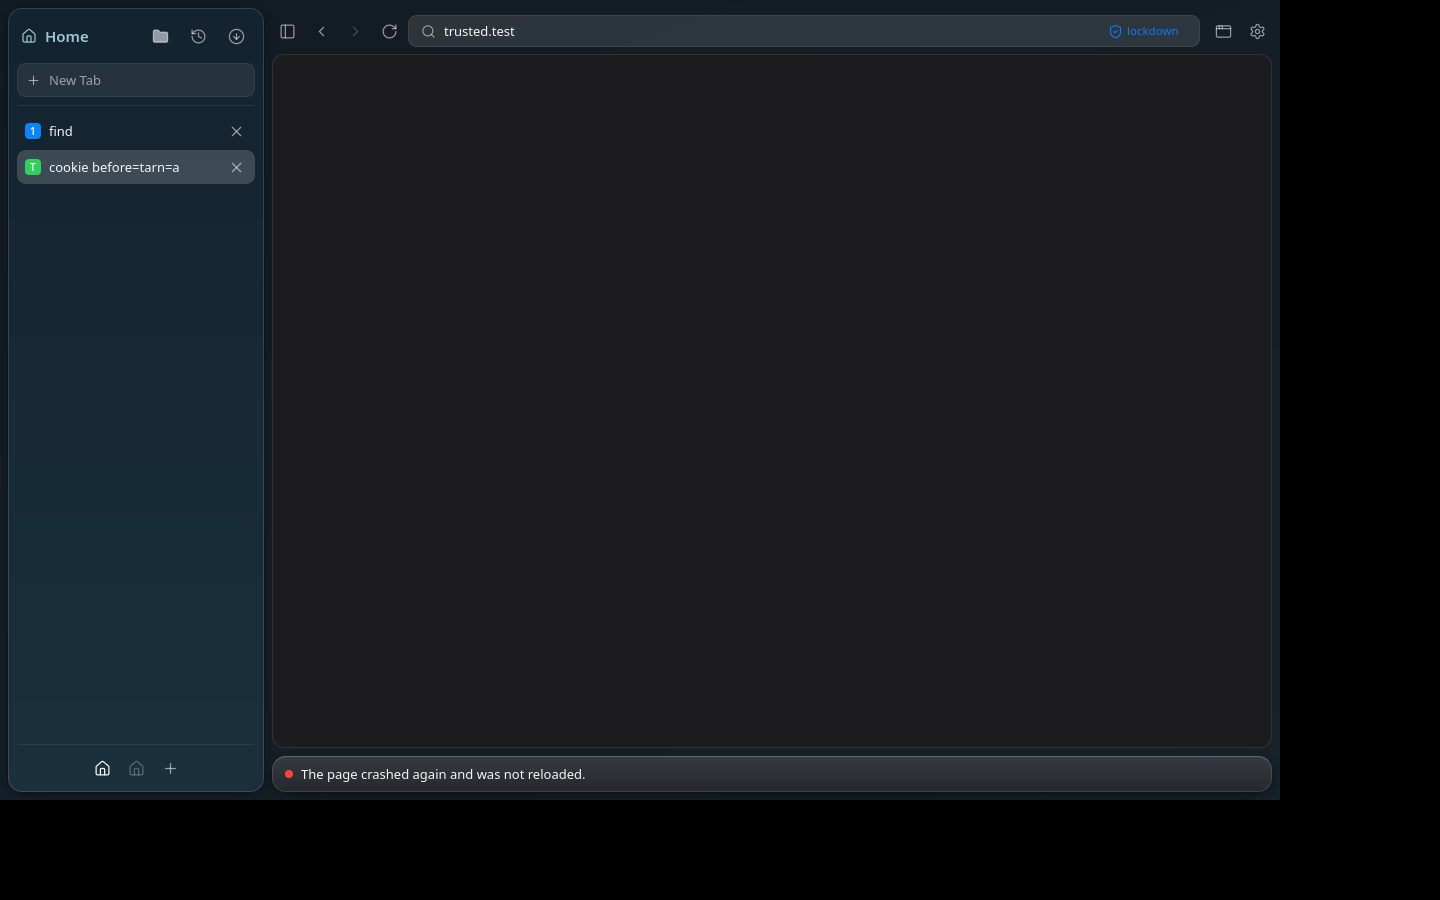 Home
New Tab
1 find
T cookie before=tarn=a
trusted.test
lockdown
The page crashed again and was not reloaded.